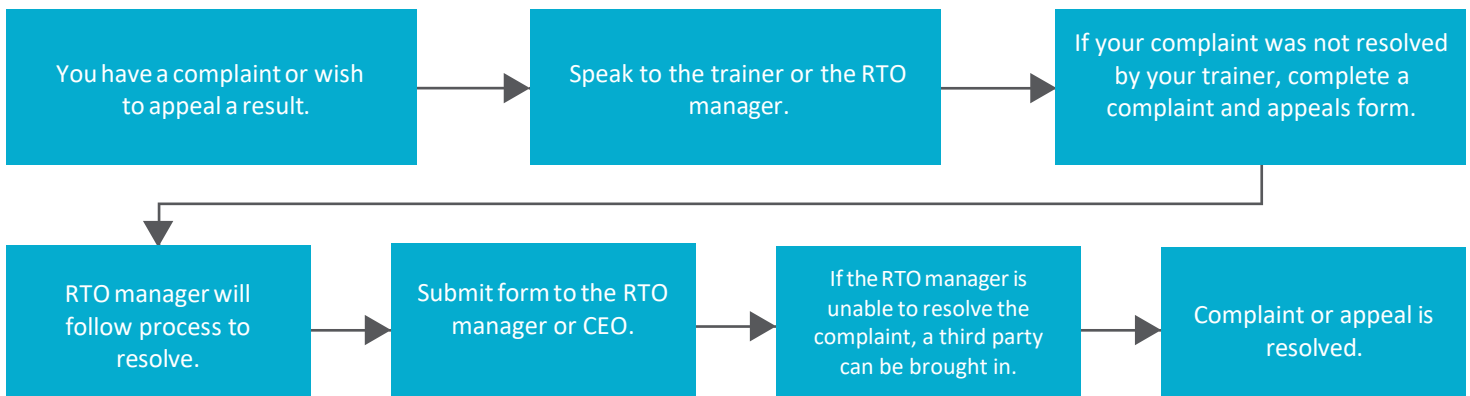 You have a complaint or wish
to appeal a result.
Speak to the trainer or the RTO
manager.
If your complaint was not resolved
by your trainer, complete a
complaint and appeals form.
RTO manager will
follow process to
resolve.
Submit form to the RTO
manager or CEO.
If the RTO manager is
unable to resolve the
complaint, a third party
can be brought in.
Complaint or appeal is
resolved.